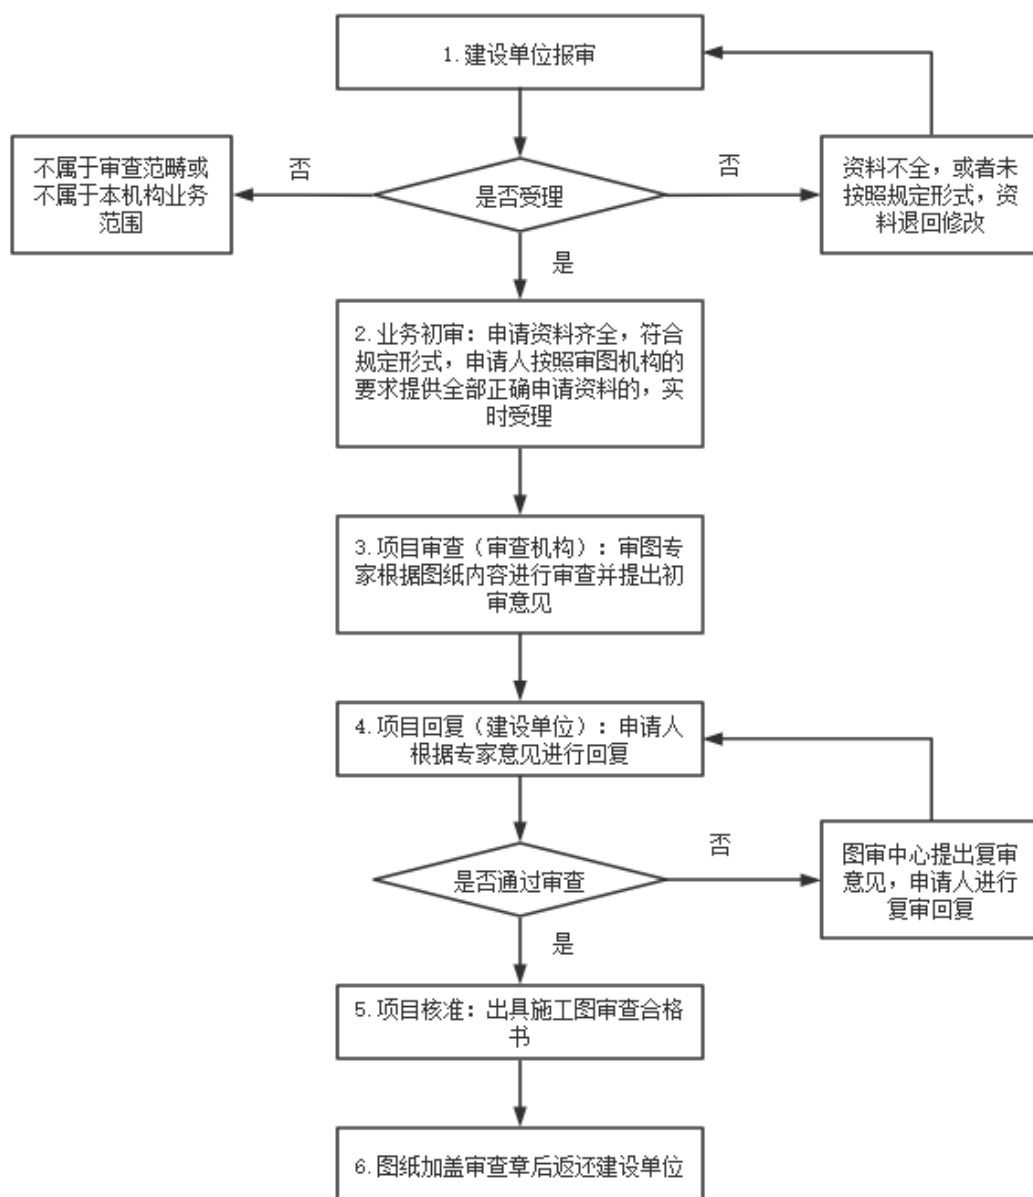 1.建设单位报审
不属于审查范畴或
不属于本机构业务
范围
否
是否受理
否
资料不全，或者未
按照规定形式，资
料退回修改
是
2.业务初审：申请资料齐全，符合
规定形式，申请人按照审图机构的
要求提供全部正确申请资料的，实
时受理
3.项目审查（审查机构）：审图专
家根据图纸内容进行审查并提出初
审意见
4.项目回复（建设单位）：申请人
根据专家意见进行回复
是否通过审查
否
图审中心提出复审
意见，申请人进行
复审回复
是
5.项目核准：出具施工图审查合格
书
6.图纸加盖审查章后返还建设单位